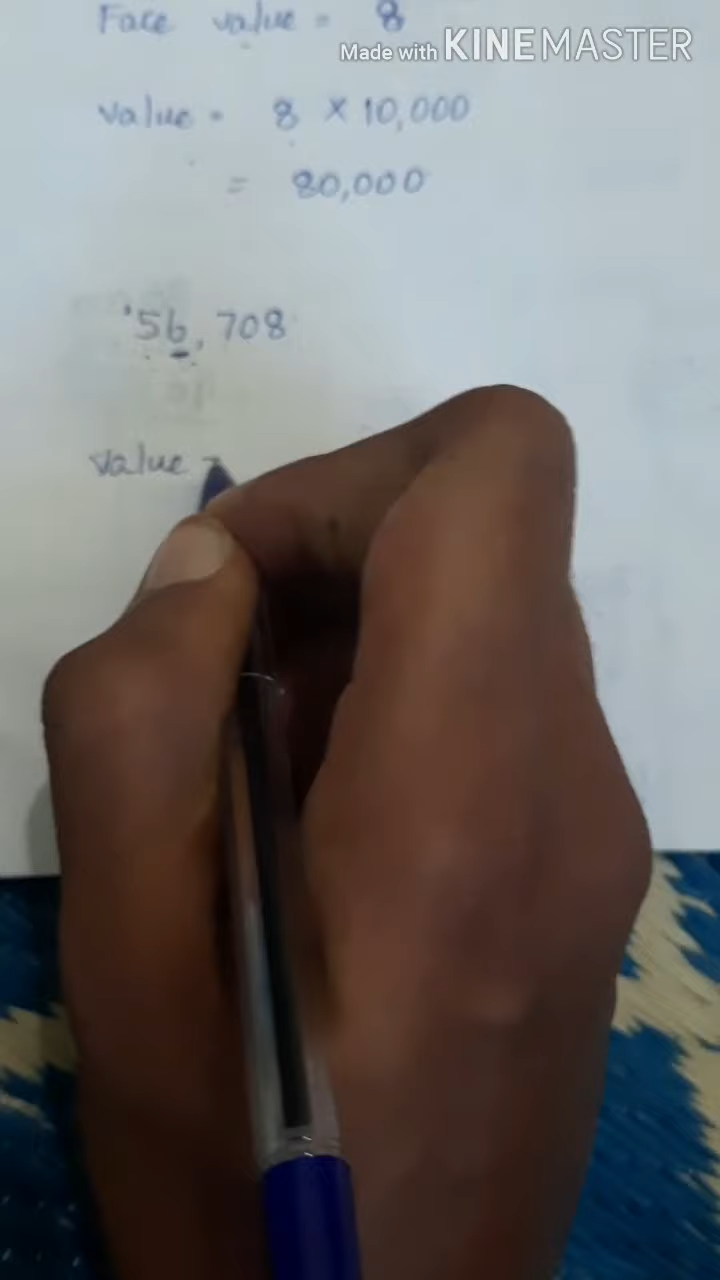 Face value = 8
Made with KINEMASTER
value = 8 × 10,000
= 80,000
56,708
value =